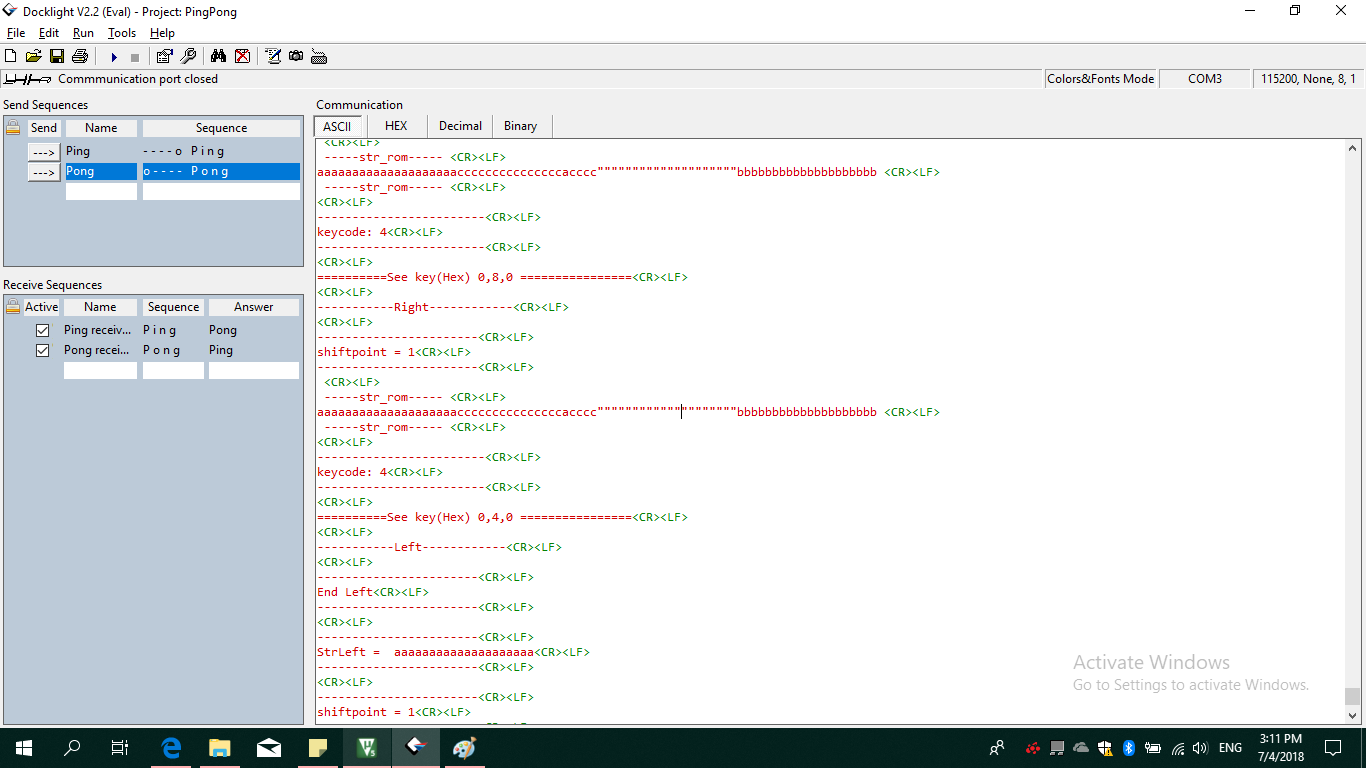 Docklight V2.2 (Eval) - Project: PingPong
File Edit Run Tools Help
Commmunication port closed
Colors&Fonts Mode
COM3
115200, None, 8, 1
Send Sequences
Send Name Sequence
---> Ping ----o Ping
---> Pong o---- Pong
Receive Sequences
Active Name Sequence Answer
Ping receiv... Ping Pong
Pong recei... Pong Ping
Communication
ASCII HEX Decimal Binary
<CR><LF>
-----str_rom----- <CR><LF>
aaaaaaaaaaaaaaaaaaaacccccccccccccccacccc""""""""""""""""""""bbbbbbbbbbbbbbbbbbbb <CR><LF>
-----str_rom----- <CR><LF>
<CR><LF>
------------------------<CR><LF>
keycode: 4<CR><LF>
------------------------<CR><LF>
<CR><LF>
==========See key(Hex) 0,8,0 ================<CR><LF>
<CR><LF>
-----------Right------------<CR><LF>
<CR><LF>
-----------------------<CR><LF>
shiftpoint = 1<CR><LF>
-----------------------<CR><LF>
<CR><LF>
-----str_rom----- <CR><LF>
aaaaaaaaaaaaaaaaaaaacccccccccccccccacccc""""""""""""""""""""bbbbbbbbbbbbbbbbbbbb <CR><LF>
-----str_rom----- <CR><LF>
<CR><LF>
------------------------<CR><LF>
keycode: 4<CR><LF>
------------------------<CR><LF>
<CR><LF>
==========See key(Hex) 0,4,0 ================<CR><LF>
<CR><LF>
-----------Left------------<CR><LF>
<CR><LF>
-----------------------<CR><LF>
End Left<CR><LF>
-----------------------<CR><LF>
<CR><LF>
-----------------------<CR><LF>
StrLeft =  aaaaaaaaaaaaaaaaaaaa<CR><LF>
-----------------------<CR><LF>
<CR><LF>
-----------------------<CR><LF>
shiftpoint = 1<CR><LF>
Activate Windows
Go to Settings to activate Windows.
ENG
3:11 PM
7/4/2018